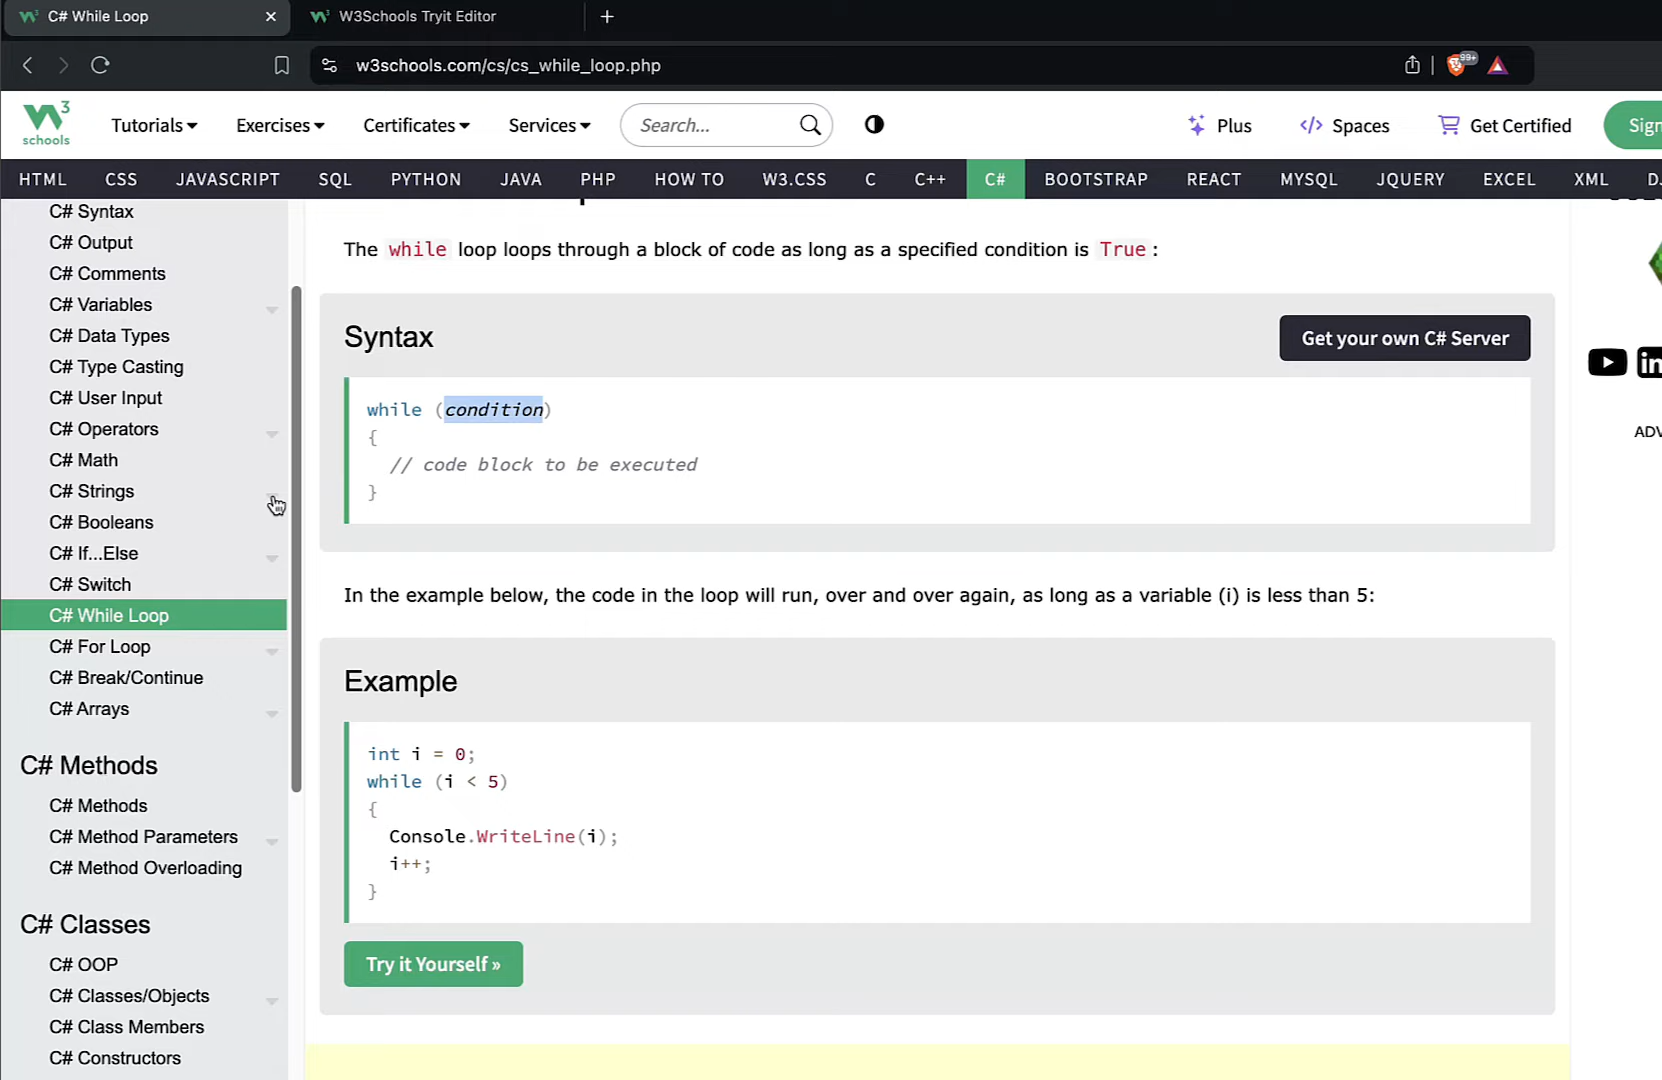 C# While Loop
W3Schools Tryit Editor
w3schools.com/cs/cs_while_loop.php
99+
3
schools
Tutorials
Exercises
Certificates
Services
Search...
Plus
</> Spaces
Get Certified
Sign
HTML
CSS
JAVASCRIPT
SQL
PYTHON
JAVA
PHP
HOW TO
W3.CSS
C
C++
C#
BOOTSTRAP
REACT
MYSQL
JQUERY
EXCEL
XML
C# Syntax
C# Output
C# Comments
C# Variables
C# Data Types
C# Type Casting
C# User Input
C# Operators
C# Math
C# Strings
C# Booleans
C# If...Else
C# Switch
C# While Loop
C# For Loop
C# Break/Continue
C# Arrays
C# Methods
C# Methods
C# Method Parameters
C# Method Overloading
C# Classes
C# OOP
C# Classes/Objects
C# Class Members
C# Constructors
The while loop loops through a block of code as long as a specified condition is True:
Syntax
Get your own C# Server
while (condition)
{
// code block to be executed
}
In the example below, the code in the loop will run, over and over again, as long as a variable (i) is less than 5:
Example
int i = 0;
while (i < 5)
{
Console.WriteLine(i);
i++;
}
Try it Yourself »
in
ADV